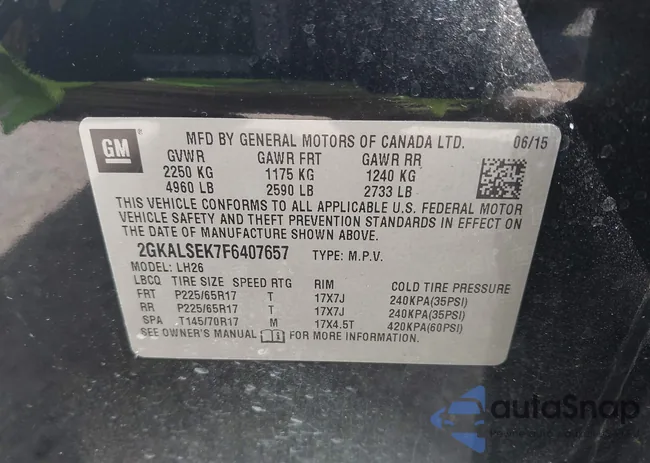 GM
MFD BY GENERAL MOTORS OF CANADA LTD. 06/15
GVWR GAWR FRT GAWR RR
2250 KG 1175 KG 1240 KG
4960 LB 2590 LB 2733 LB
THIS VEHICLE CONFORMS TO ALL APPLICABLE U.S. FEDERAL MOTOR
VEHICLE SAFETY AND THEFT PREVENTION STANDARDS IN EFFECT ON
THE DATE OF MANUFACTURE SHOWN ABOVE.
2GKALSEK7F6407657 TYPE: M.P.V.
MODEL: LH26
LBCQ TIRE SIZE SPEED RTG RIM COLD TIRE PRESSURE
FRT P225/65R17 T 17X7J 240KPA(35PSI)
RR P225/65R17 T 17X7J 240KPA(35PSI)
SPA T145/70R17 M 17X4.5T 420KPA(60PSI)
SEE OWNER'S MANUAL FOR MORE INFORMATION.
autoSnap